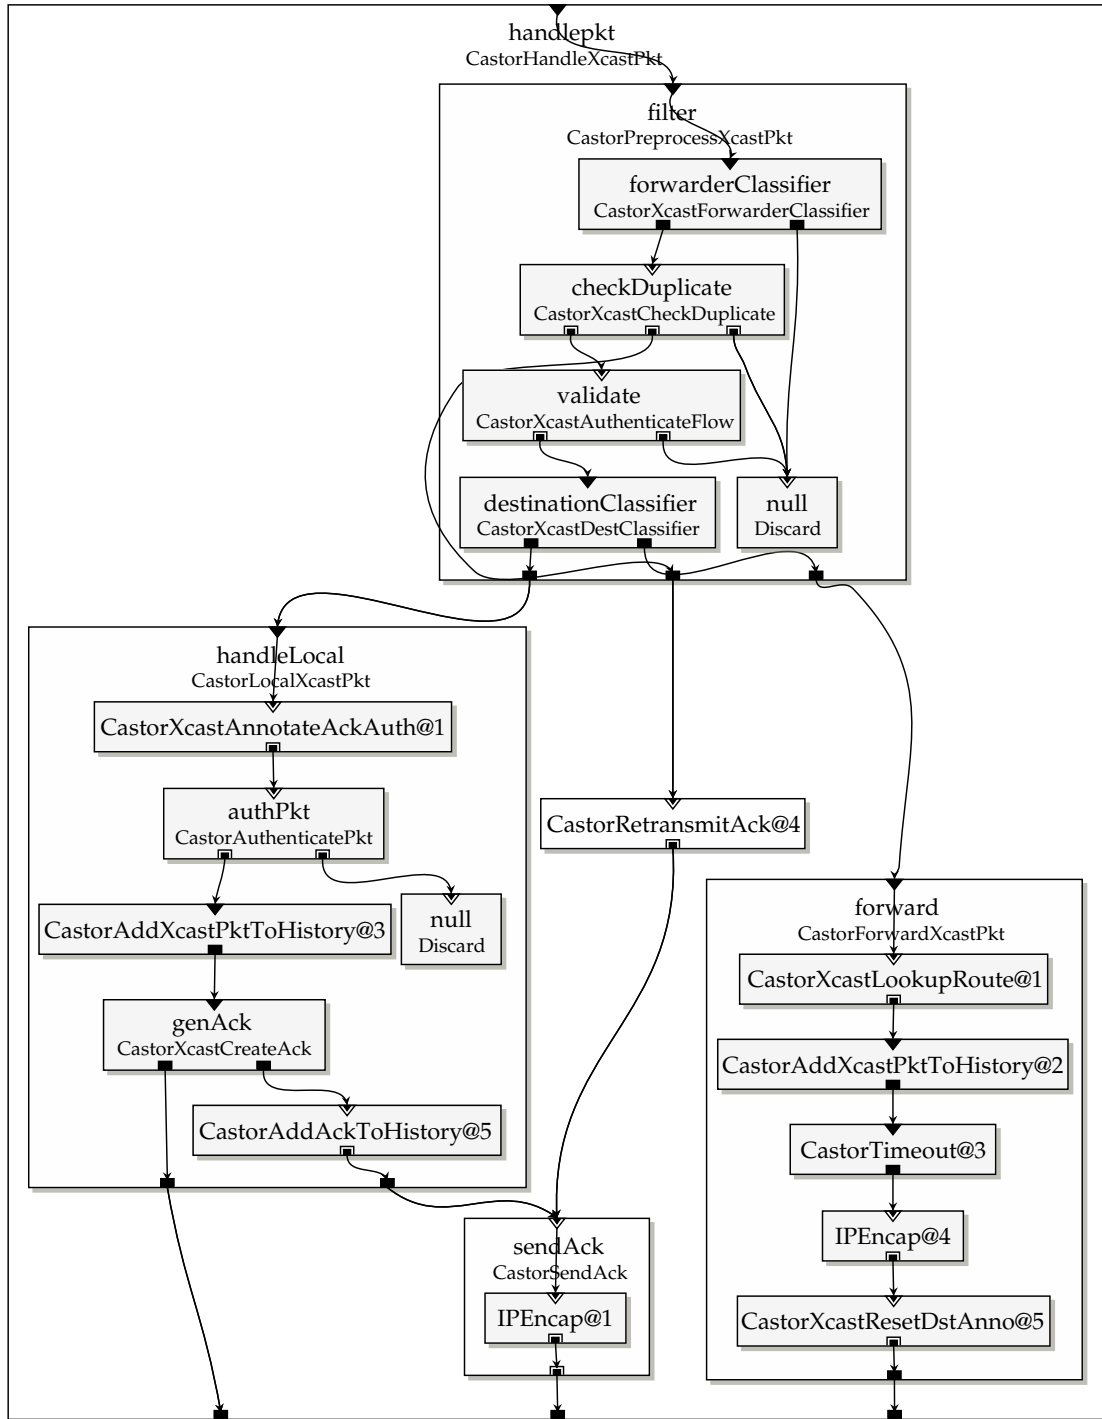 handlepkt
CastorHandleXcastPkt
filter
CastorPreprocessXcastPkt
forwarderClassifier
CastorXcastForwarderClassifier
checkDuplicate
CastorXcastCheckDuplicate
validate
CastorXcastAuthenticateFlow
destinationClassifier
CastorXcastDestClassifier
null
Discard
handleLocal
CastorLocalXcastPkt
CastorXcastAnnotateAckAuth@1
authPkt
CastorAuthenticatePkt
CastorAddXcastPktToHistory@3
null
Discard
genAck
CastorXcastCreateAck
CastorAddAckToHistory@5
CastorRetransmitAck@4
sendAck
CastorSendAck
IPEncap@1
forward
CastorForwardXcastPkt
CastorXcastLookupRoute@1
CastorAddXcastPktToHistory@2
CastorTimeout@3
IPEncap@4
CastorXcastResetDstAnno@5